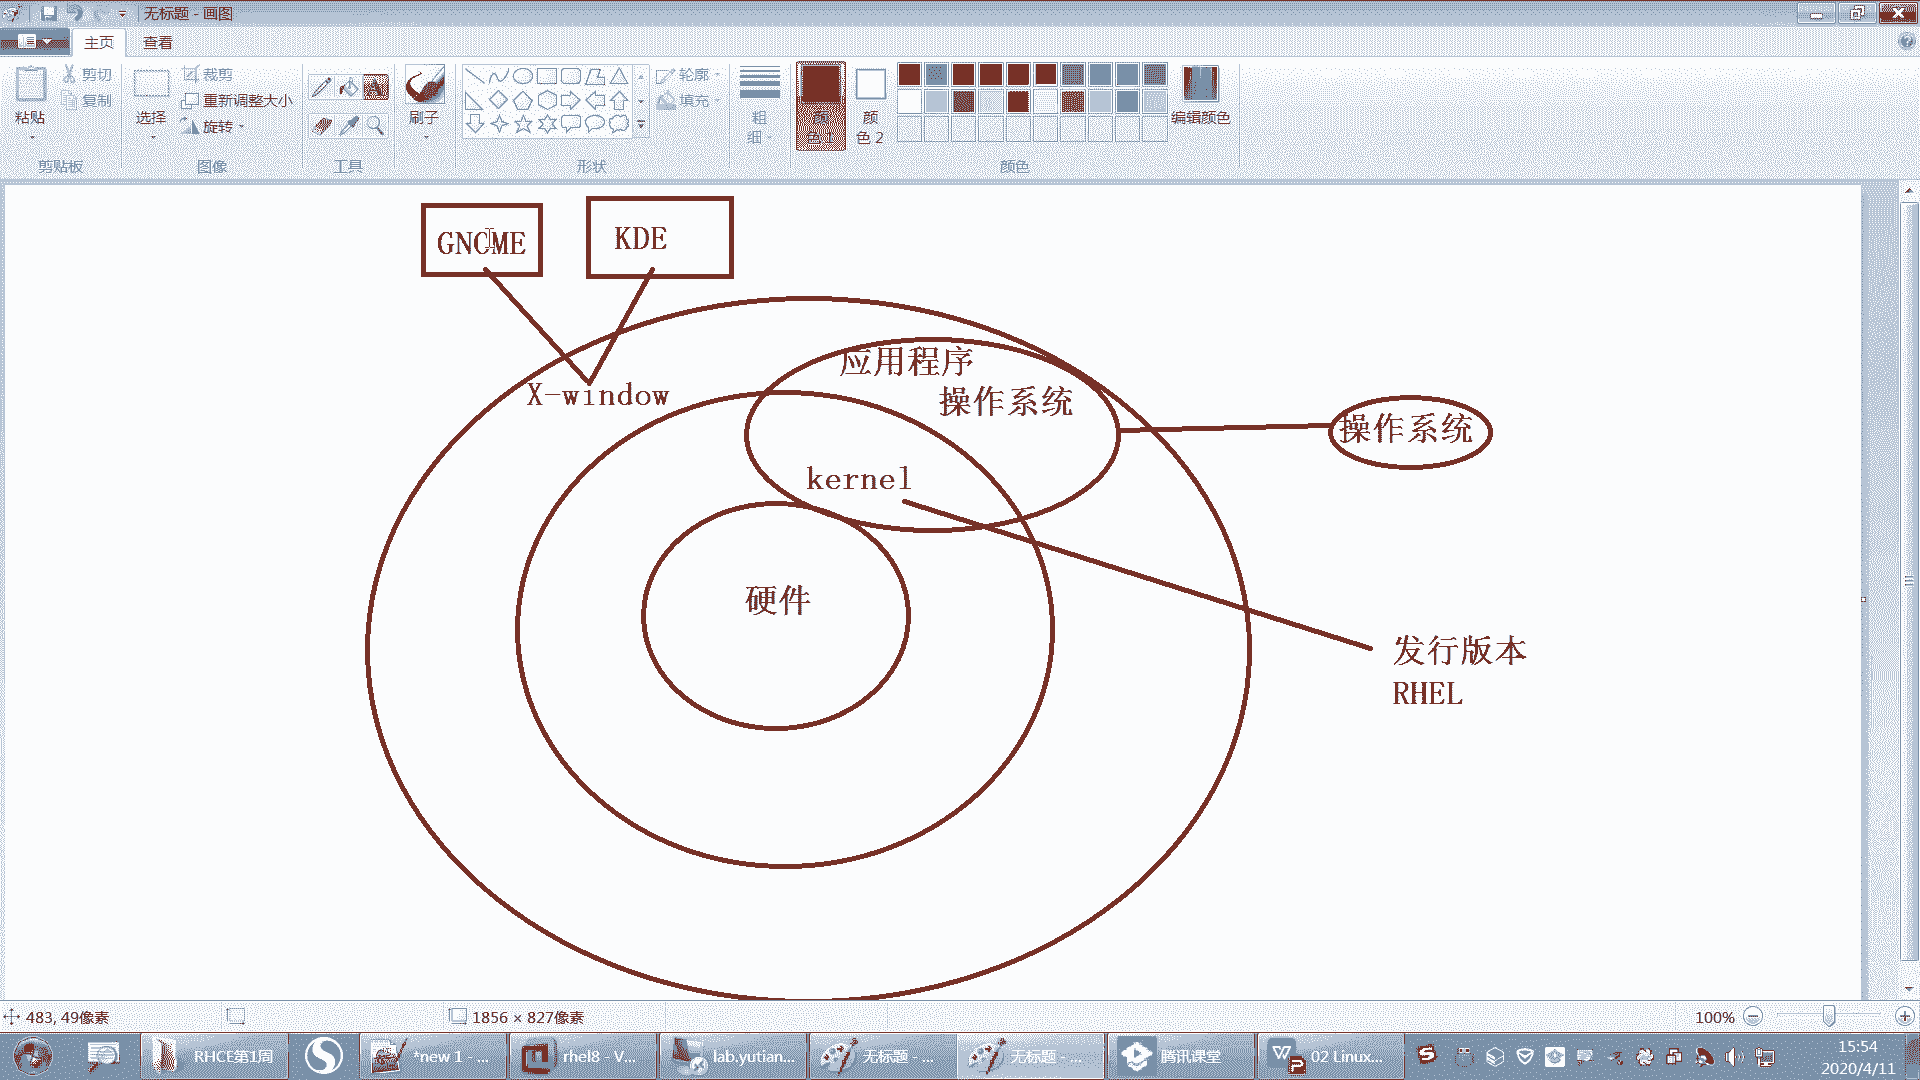 无标题 - 画图
主页 查看
粘贴
剪切
复制
剪贴板
选择
裁剪
重新调整大小
旋转
图像
工具
刷子
形状
轮廓
填充
粗
细
颜
色 1
颜
色 2
颜色
编辑颜色
GNOME
KDE
X-window
应用程序
操作系统
操作系统
kernel
硬件
发行版本
RHEL
483, 49像素
1856 × 827像素
100%
RHCE第1周
*new 1 - ...
rhel8 - V...
lab.yutian...
无标题 - ...
无标题 - ...
腾讯课堂
02 Linux...
15:54
2020/4/11